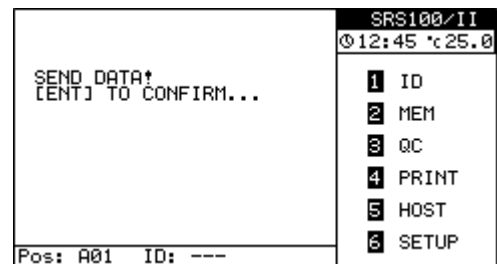 SRS100/II
12:45 °c25.0
SEND DATA!
[ENT] TO CONFIRM...
1 ID
2 MEM
3 QC
4 PRINT
5 HOST
6 SETUP
Pos: A01 ID: ---